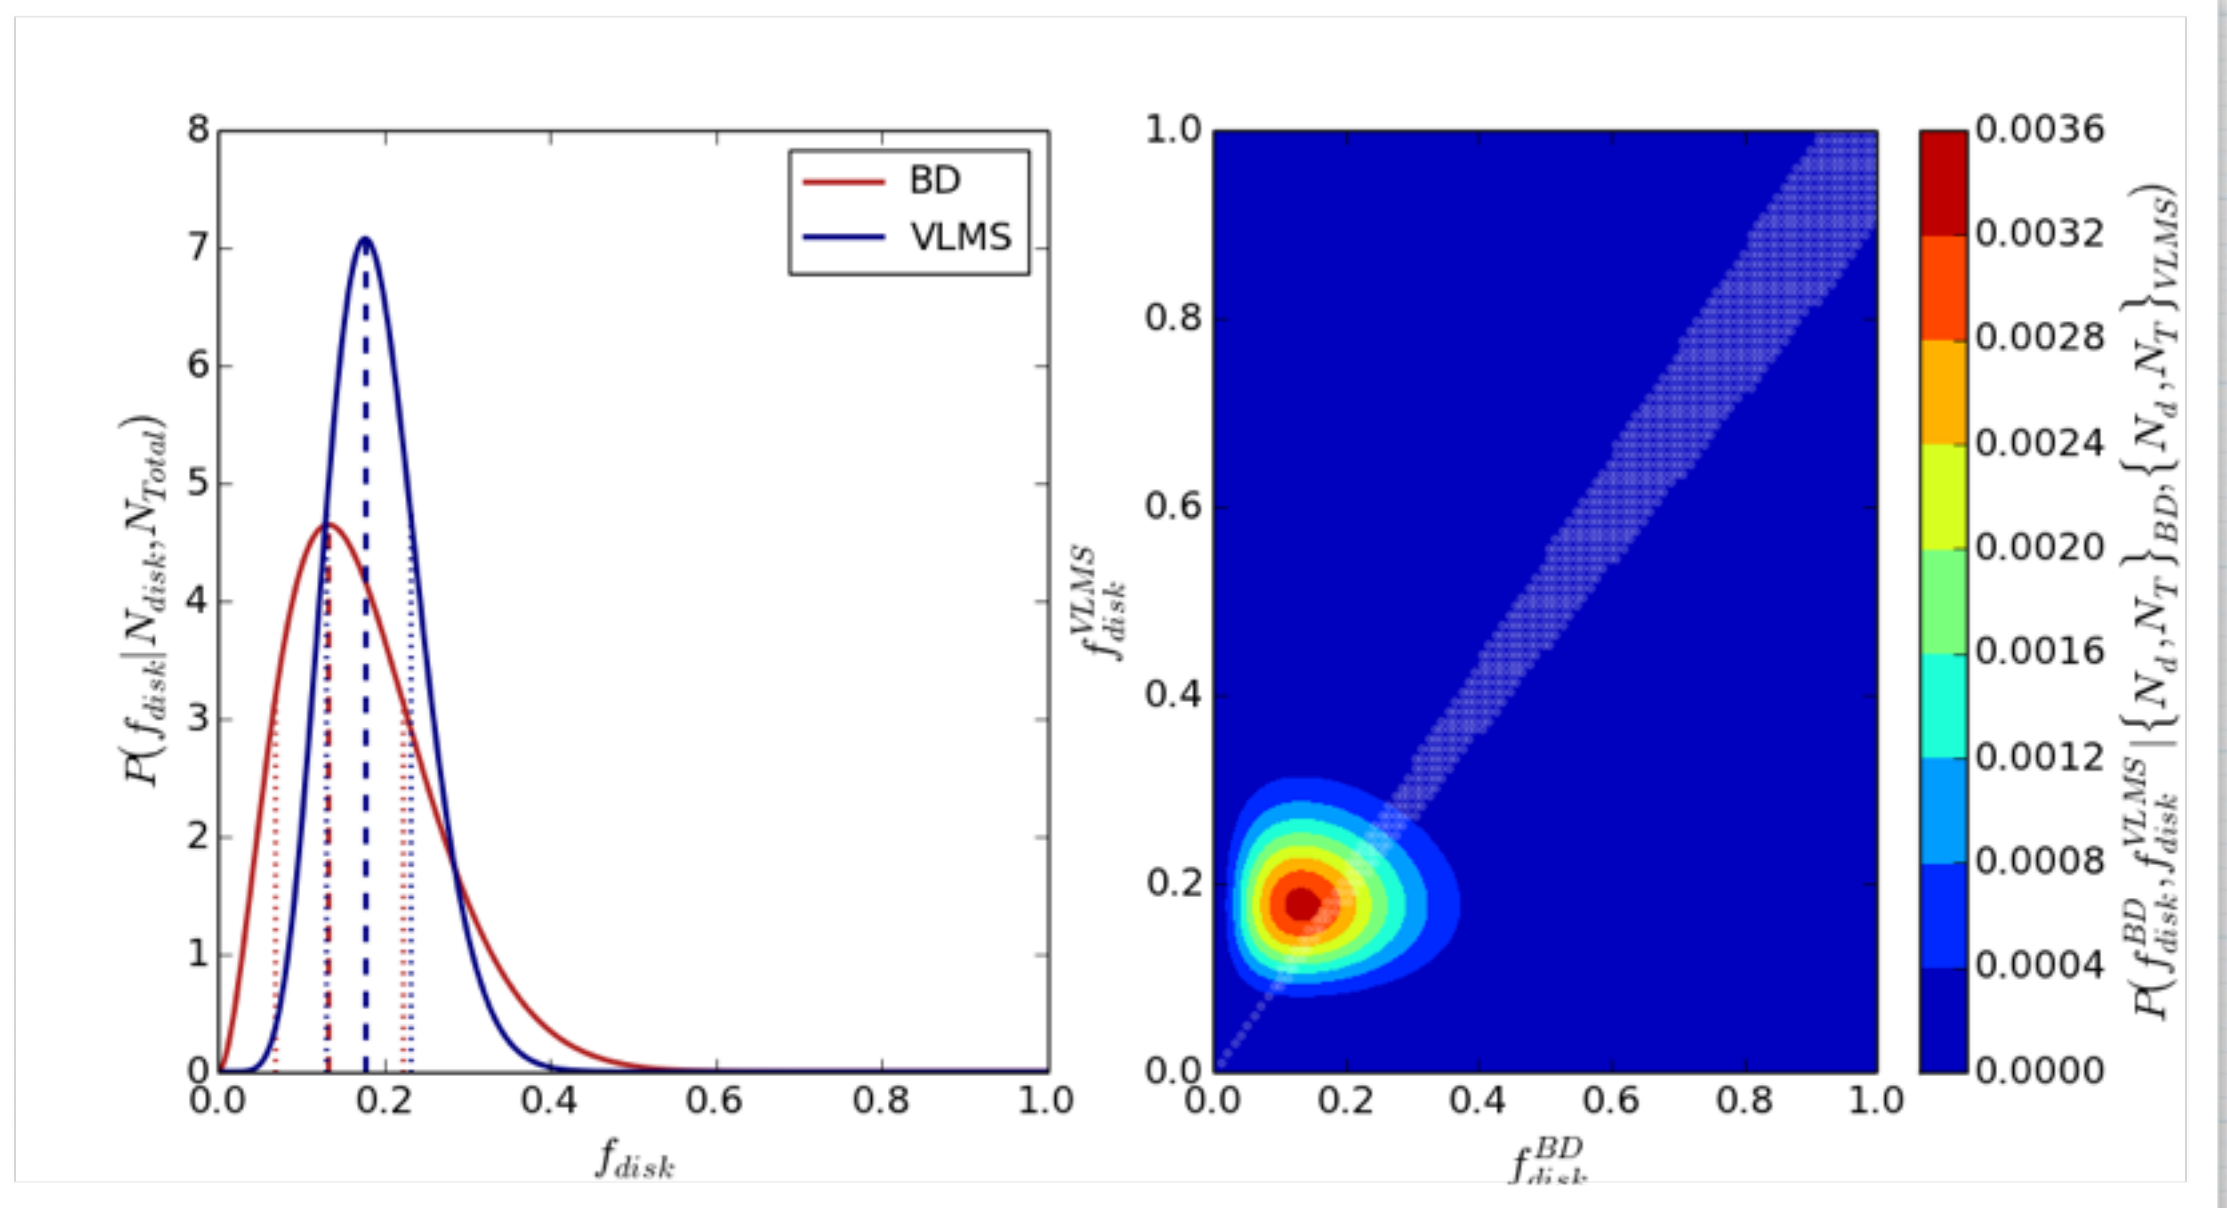 8
7
6
5
4
3
2
1
0
0.0 0.2 0.4 0.6 0.8 1.0
P(f_disk|N_disk,N_Total)
f_disk
BD
VLMS
1.0
0.8
0.6
0.4
0.2
0.0
0.0 0.2 0.4 0.6 0.8 1.0
f_disk^VLMS
f_disk^BD
0.0036
0.0032
0.0028
0.0024
0.0020
0.0016
0.0012
0.0008
0.0004
0.0000
P(f_disk^BD,f_disk^VLMS|{N_d,N_T}_BD,{N_d,N_T}_VLMS)